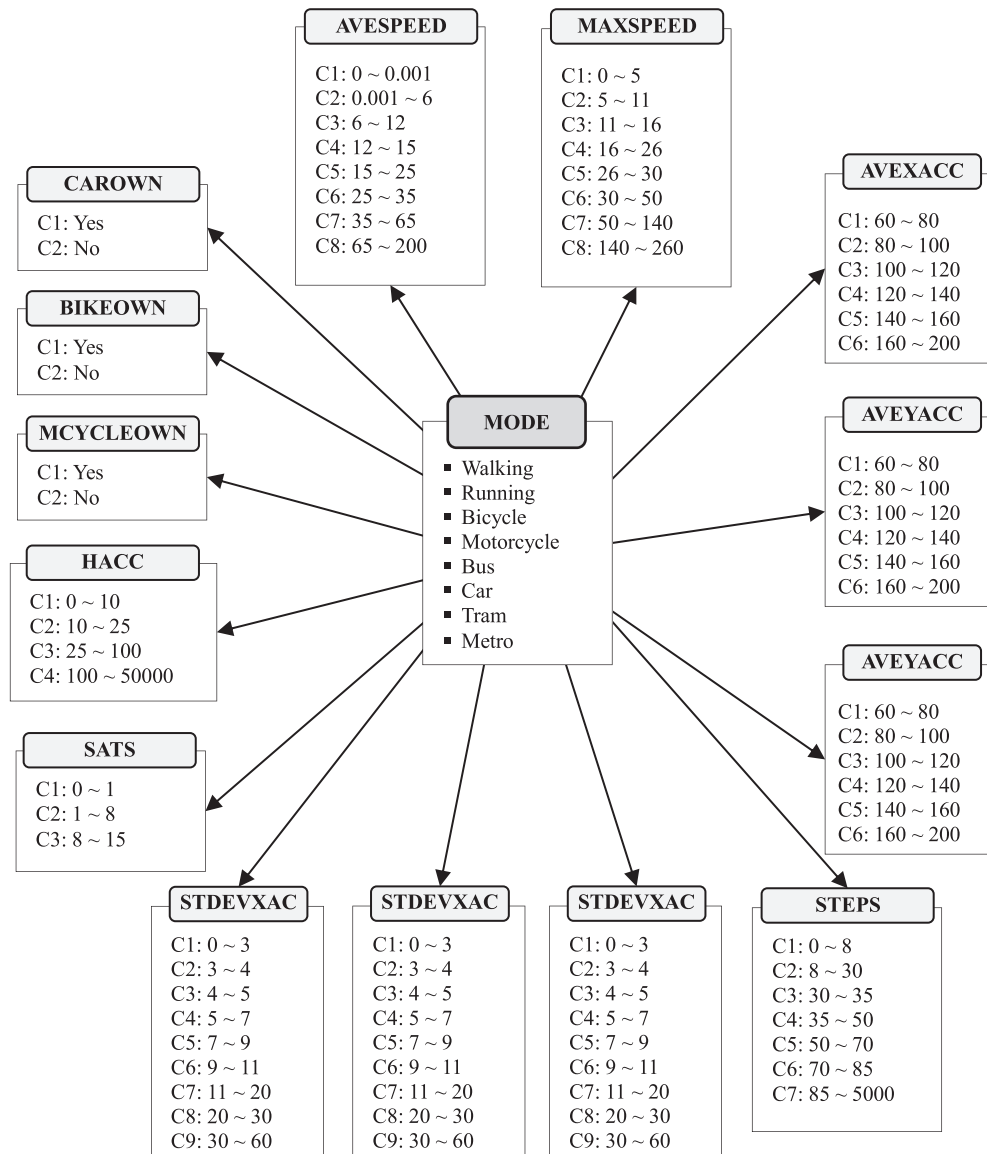 AVESPEED
C1: 0 ~ 0.001
C2: 0.001 ~ 6
C3: 6 ~ 12
C4: 12 ~ 15
C5: 15 ~ 25
C6: 25 ~ 35
C7: 35 ~ 65
C8: 65 ~ 200
MAXSPEED
C1: 0 ~ 5
C2: 5 ~ 11
C3: 11 ~ 16
C4: 16 ~ 26
C5: 26 ~ 30
C6: 30 ~ 50
C7: 50 ~ 140
C8: 140 ~ 260
CAROWN
C1: Yes
C2: No
BIKEOWN
C1: Yes
C2: No
MCYCLEOWN
C1: Yes
C2: No
HACC
C1: 0 ~ 10
C2: 10 ~ 25
C3: 25 ~ 100
C4: 100 ~ 50000
SATS
C1: 0 ~ 1
C2: 1 ~ 8
C3: 8 ~ 15
MODE
▪ Walking
▪ Running
▪ Bicycle
▪ Motorcycle
▪ Bus
▪ Car
▪ Tram
▪ Metro
AVEXACC
C1: 60 ~ 80
C2: 80 ~ 100
C3: 100 ~ 120
C4: 120 ~ 140
C5: 140 ~ 160
C6: 160 ~ 200
AVEYACC
C1: 60 ~ 80
C2: 80 ~ 100
C3: 100 ~ 120
C4: 120 ~ 140
C5: 140 ~ 160
C6: 160 ~ 200
AVEYACC
C1: 60 ~ 80
C2: 80 ~ 100
C3: 100 ~ 120
C4: 120 ~ 140
C5: 140 ~ 160
C6: 160 ~ 200
STDEVXAC
C1: 0 ~ 3
C2: 3 ~ 4
C3: 4 ~ 5
C4: 5 ~ 7
C5: 7 ~ 9
C6: 9 ~ 11
C7: 11 ~ 20
C8: 20 ~ 30
C9: 30 ~ 60
STDEVXAC
C1: 0 ~ 3
C2: 3 ~ 4
C3: 4 ~ 5
C4: 5 ~ 7
C5: 7 ~ 9
C6: 9 ~ 11
C7: 11 ~ 20
C8: 20 ~ 30
C9: 30 ~ 60
STDEVXAC
C1: 0 ~ 3
C2: 3 ~ 4
C3: 4 ~ 5
C4: 5 ~ 7
C5: 7 ~ 9
C6: 9 ~ 11
C7: 11 ~ 20
C8: 20 ~ 30
C9: 30 ~ 60
STEPS
C1: 0 ~ 8
C2: 8 ~ 30
C3: 30 ~ 35
C4: 35 ~ 50
C5: 50 ~ 70
C6: 70 ~ 85
C7: 85 ~ 5000